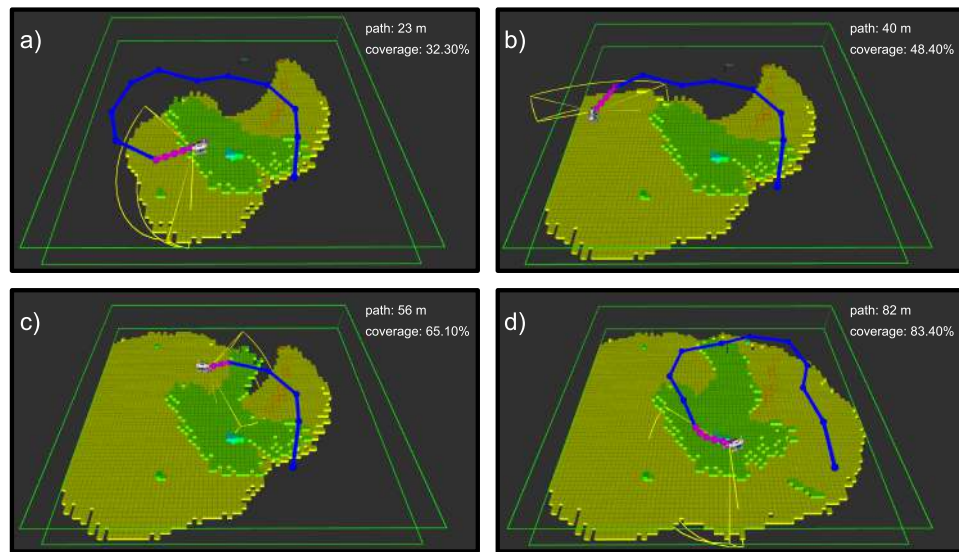 a)
path: 23 m
coverage: 32.30%
b)
path: 40 m
coverage: 48.40%
c)
path: 56 m
coverage: 65.10%
d)
path: 82 m
coverage: 83.40%